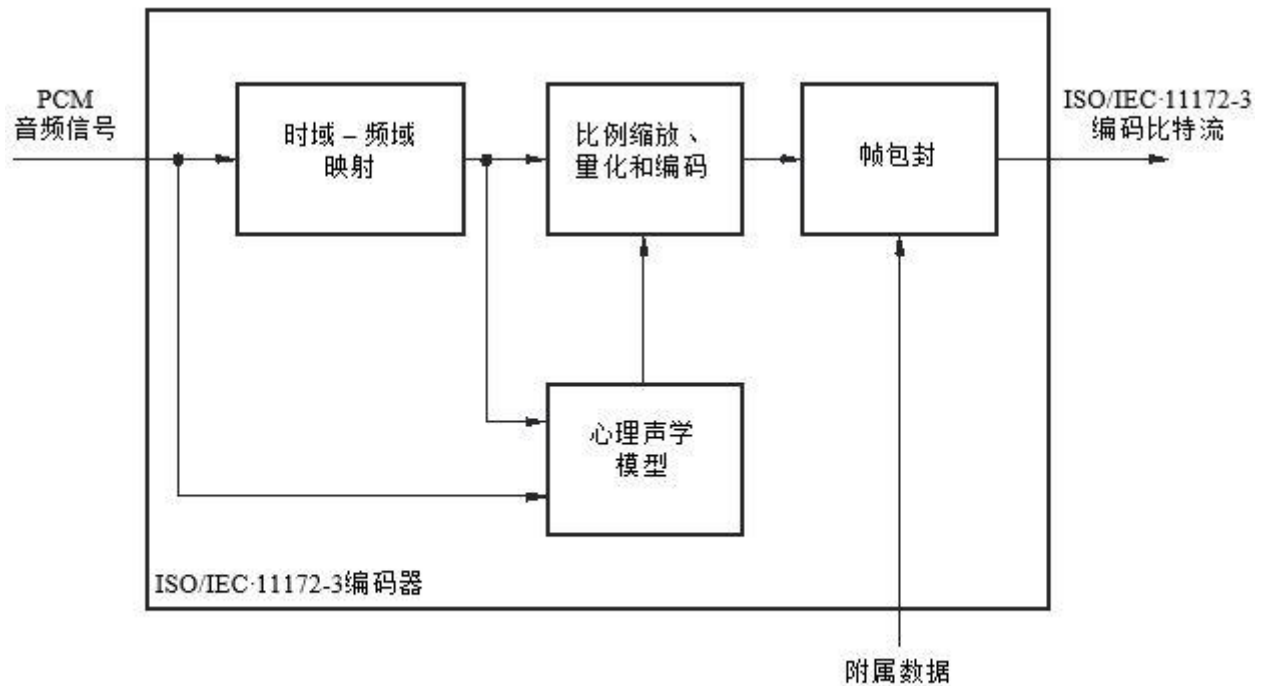 PCM
音频信号
时域 – 频域
映射
比例缩放、
量化和编码
帧包封
ISO/IEC·11172-3
编码比特流
心理声学
模型
ISO/IEC·11172-3编码器
附属数据